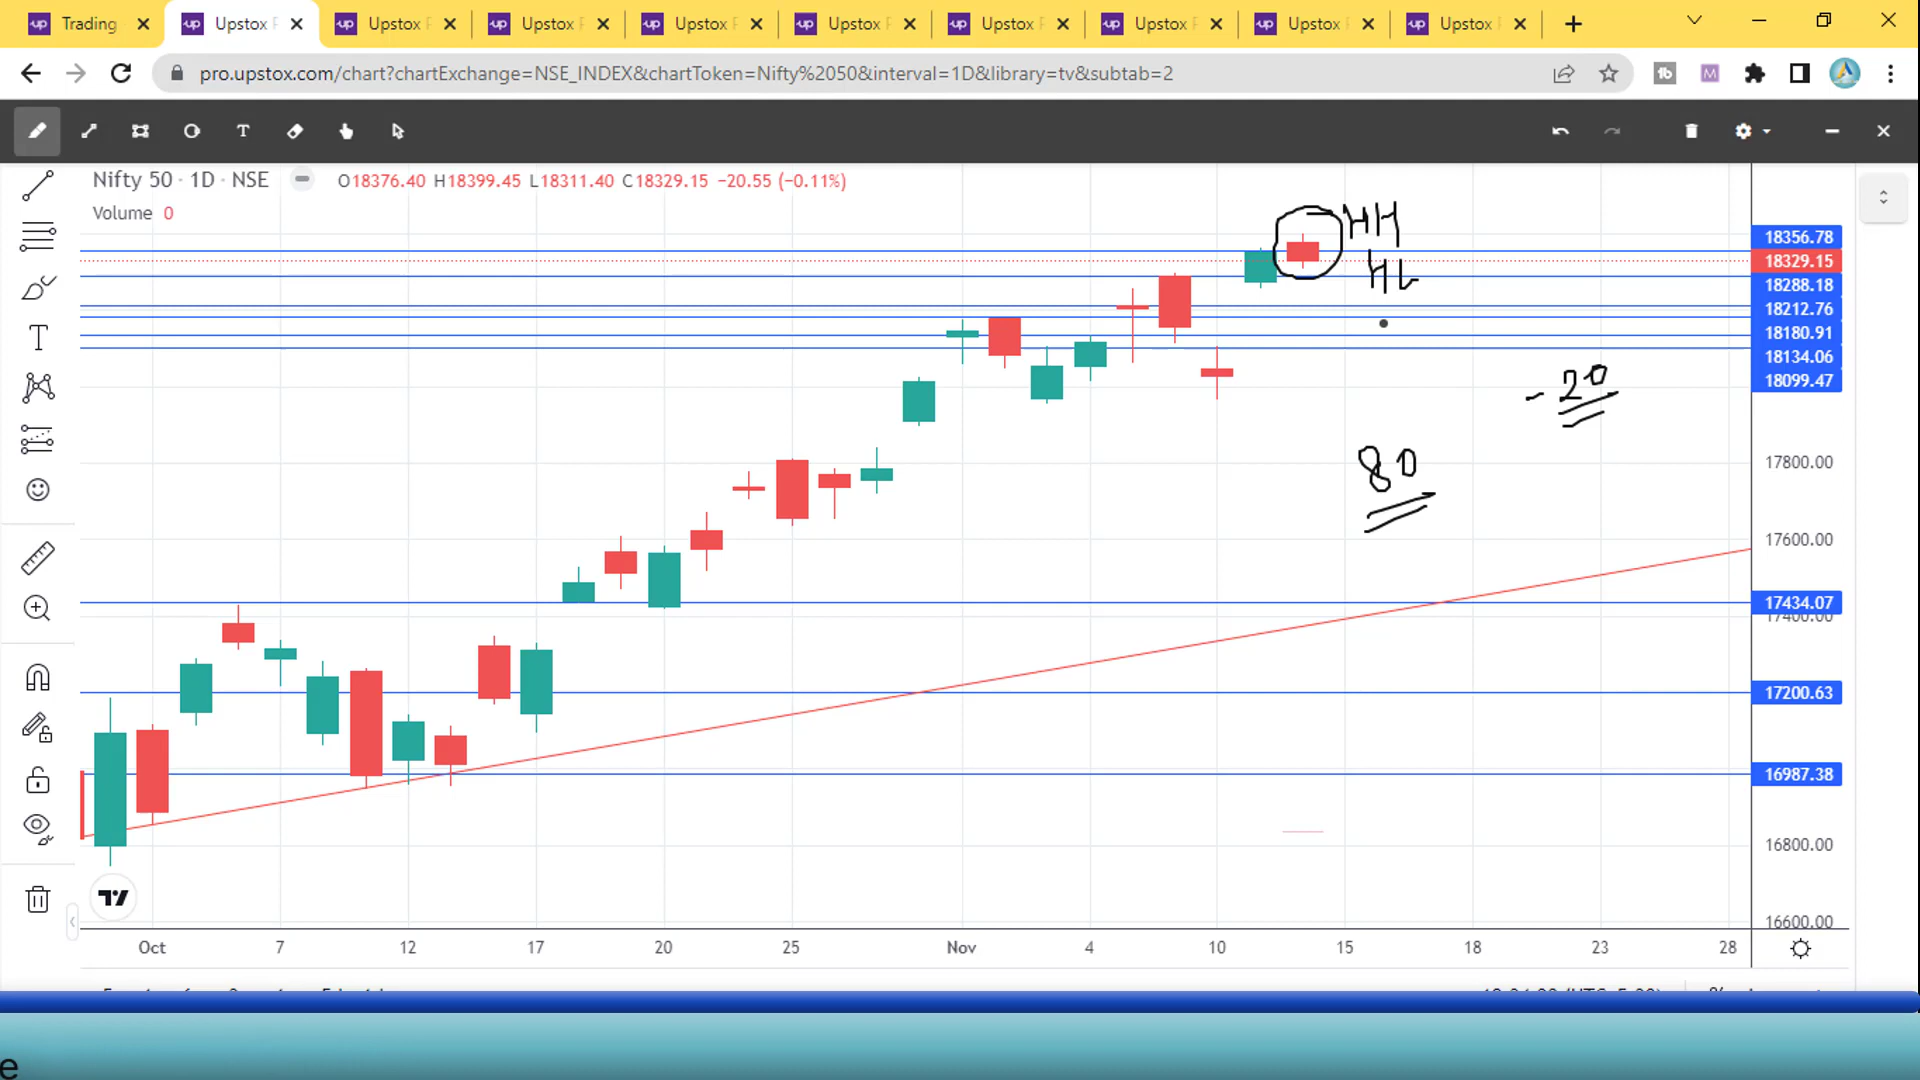 Trading
Upstox P
Upstox P
Upstox P
Upstox P
Upstox P
Upstox P
Upstox P
Upstox P
Upstox P
pro.upstox.com/chart?chartExchange=NSE_INDEX&chartToken=Nifty%2050&interval=1D&library=tv&subtab=2
Nifty 50 · 1D · NSE
O18376.40 H18399.45 L18311.40 C18329.15 −20.55 (−0.11%)
Volume 0
HH
HL
- 20
80
18356.78
18329.15
18288.18
18212.76
18180.91
18134.06
18099.47
17800.00
17600.00
17434.07
17400.00
17200.63
16987.38
16800.00
16600.00
Oct 7 12 17 20 25 Nov 4 10 15 18 23 28
e